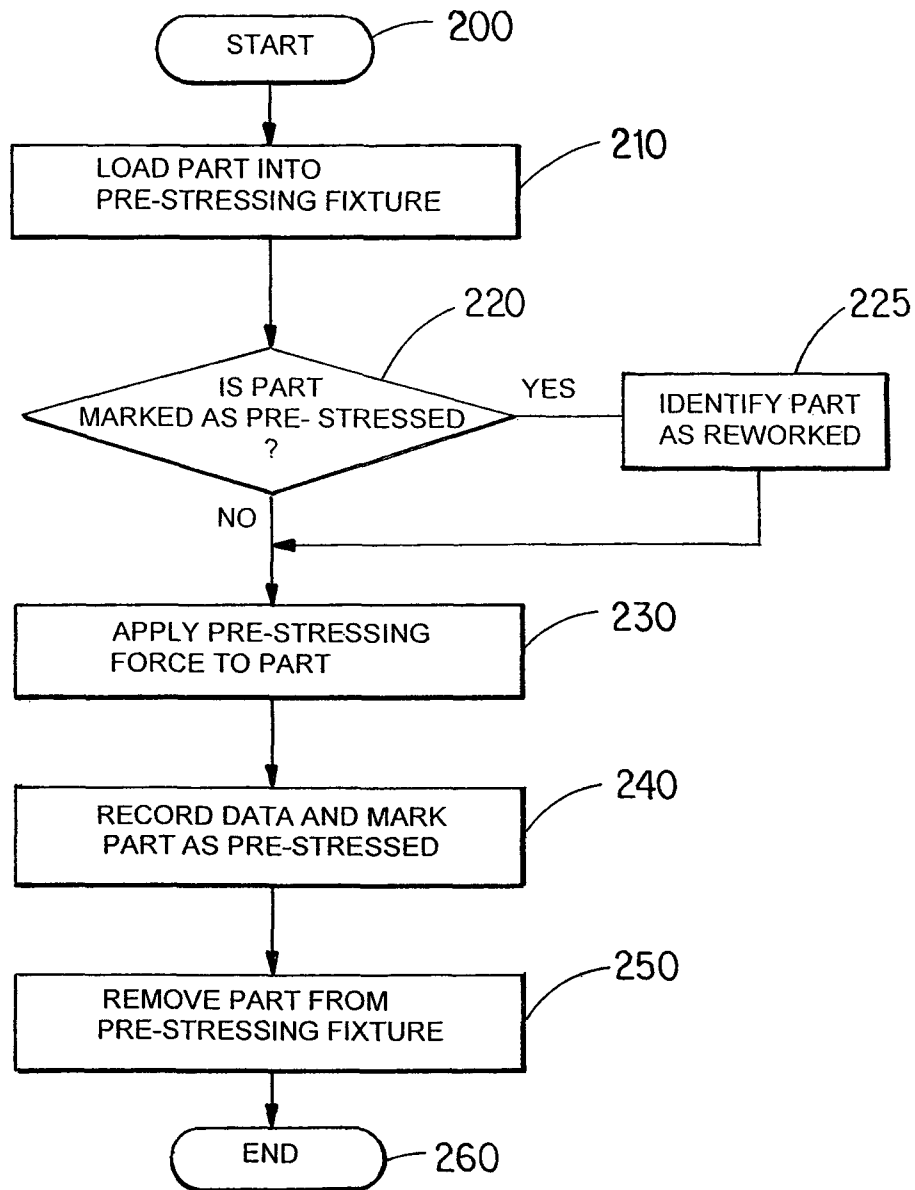 START
200
210
LOAD PART INTO
PRE-STRESSING FIXTURE
220
225
IS PART
MARKED AS PRE- STRESSED
?
YES
IDENTIFY PART
AS REWORKED
NO
230
APPLY PRE-STRESSING
FORCE TO PART
240
RECORD DATA AND MARK
PART AS PRE-STRESSED
250
REMOVE PART FROM
PRE-STRESSING FIXTURE
END
260